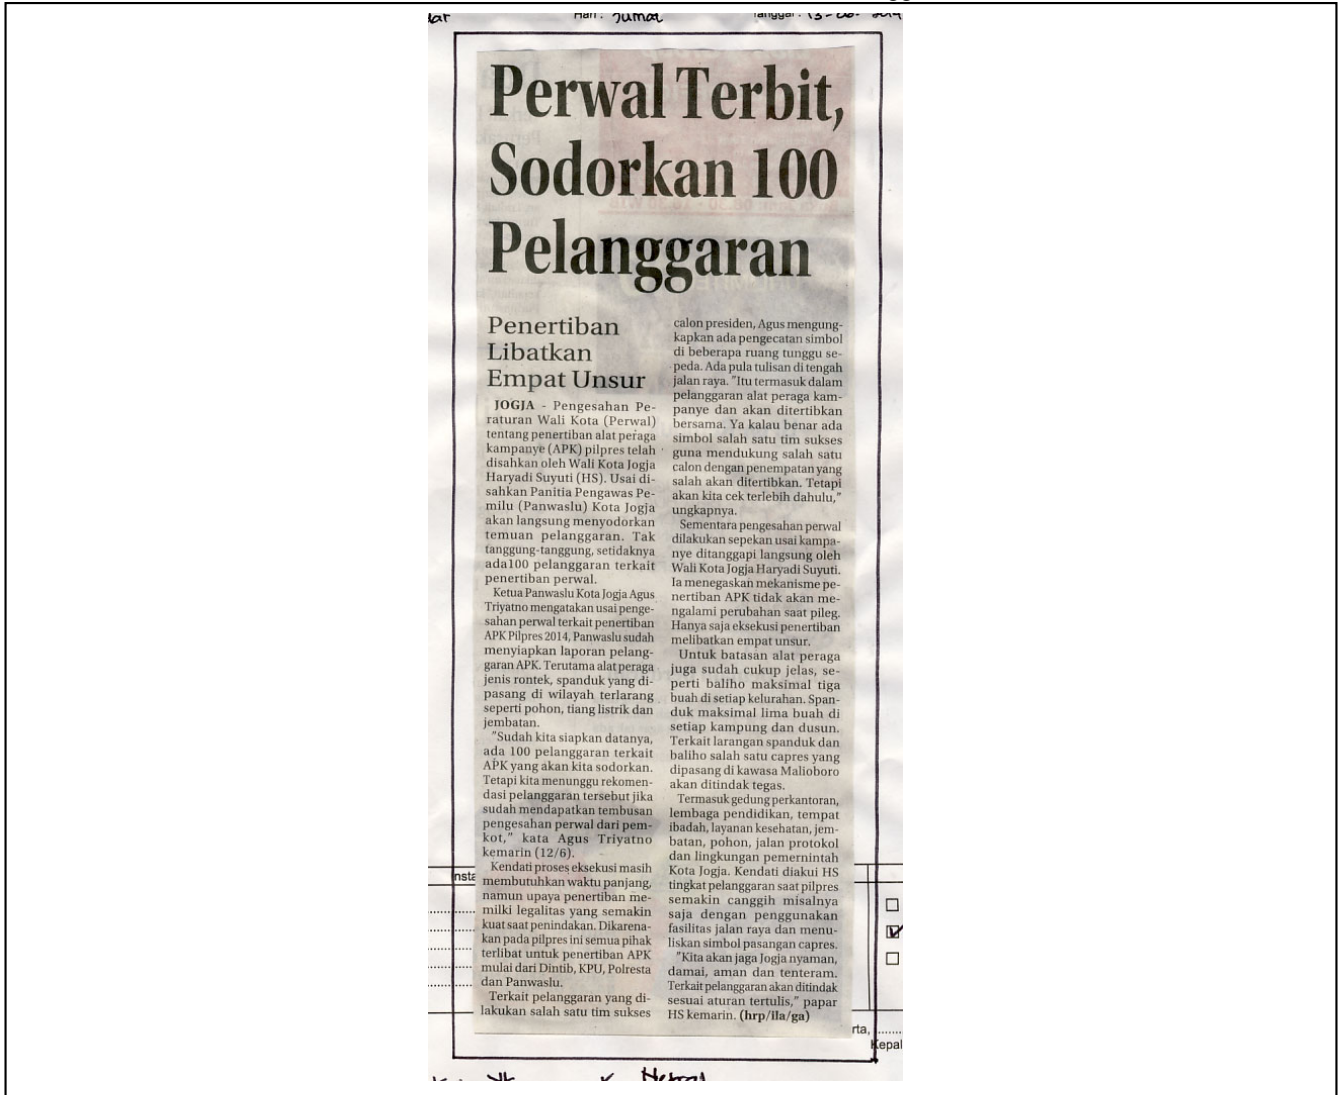 Hari : Jumat
Tanggal : 13-06-2014
Perwal Terbit,
Sodorkan 100
Pelanggaran
Penertiban
Libatkan
Empat Unsur
JOGJA - Pengesahan Pe-
raturan Wali Kota (Perwal)
tentang penertiban alat peraga
kampanye (APK) pilpres telah
disahkan oleh Wali Kota Jogja
Haryadi Suyuti (HS). Usai di-
sahkan Panitia Pengawas Pe-
milu (Panwaslu) Kota Jogja
akan langsung menyodorkan
temuan pelanggaran. Tak
tanggung-tanggung, setidaknya
ada100 pelanggaran terkait
penertiban perwal.
Ketua Panwaslu Kota Jogja Agus
Triyatno mengatakan usai penge-
sahan perwal terkait penertiban
APK Pilpres 2014, Panwaslu sudah
menyiapkan laporan pelang-
garan APK. Terutama alat peraga
jenis rontek, spanduk yang di-
pasang di wilayah terlarang
seperti pohon, tiang listrik dan
jembatan.
"Sudah kita siapkan datanya,
ada 100 pelanggaran terkait
APK yang akan kita sodorkan.
Tetapi kita menunggu rekomen-
dasi pelanggaran tersebut jika
sudah mendapatkan tembusan
pengesahan perwal dari pem-
kot," kata Agus Triyatno
kemarin (12/6).
Kendati proses eksekusi masih
membutuhkan waktu panjang,
namun upaya penertiban me-
milki legalitas yang semakin
kuat saat penindakan. Dikarena-
kan pada pilpres ini semua pihak
terlibat untuk penertiban APK
mulai dari Dintib, KPU, Polresta
dan Panwaslu.
Terkait pelanggaran yang di-
lakukan salah satu tim sukses
calon presiden, Agus mengung-
kapkan ada pengecatan simbol
di beberapa ruang tunggu se-
peda. Ada pula tulisan di tengah
jalan raya. "Itu termasuk dalam
pelanggaran alat peraga kam-
panye dan akan ditertibkan
bersama. Ya kalau benar ada
simbol salah satu tim sukses
guna mendukung salah satu
calon dengan penempatan yang
salah akan ditertibkan. Tetapi
akan kita cek terlebih dahulu,"
ungkapnya.
Sementara pengesahan perwal
dilakukan sepekan usai kampa-
nye ditanggapi langsung oleh
Wali Kota Jogja Haryadi Suyuti.
Ia menegaskan mekanisme pe-
nertiban APK tidak akan me-
ngalami perubahan saat pileg.
Hanya saja eksekusi penertiban
melibatkan empat unsur.
Untuk batasan alat peraga
juga sudah cukup jelas, se-
perti baliho maksimal tiga
buah di setiap kelurahan. Span-
duk maksimal lima buah di
setiap kampung dan dusun.
Terkait larangan spanduk dan
baliho salah satu capres yang
dipasang di kawasa Malioboro
akan ditindak tegas.
Termasuk gedung perkantoran,
lembaga pendidikan, tempat
ibadah, layanan kesehatan, jem-
batan, pohon, jalan protokol
dan lingkungan pemernintah
Kota Jogja. Kendati diakui HS
tingkat pelanggaran saat pilpres
semakin canggih misalnya
saja dengan penggunakan
fasilitas jalan raya dan menu-
liskan simbol pasangan capres.
"Kita akan jaga Jogja nyaman,
damai, aman dan tenteram.
Terkait pelanggaran akan ditindak
sesuai aturan tertulis," papar
HS kemarin. (hrp/ila/ga)
Insta
rta, ........
Kepal
Netral